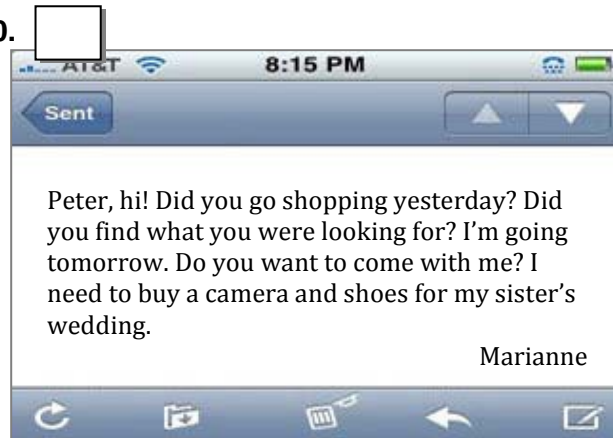 0.
AT&T 8:15 PM
Sent
Peter, hi! Did you go shopping yesterday? Did
you find what you were looking for? I’m going
tomorrow. Do you want to come with me? I
need to buy a camera and shoes for my sister’s
wedding.
Marianne